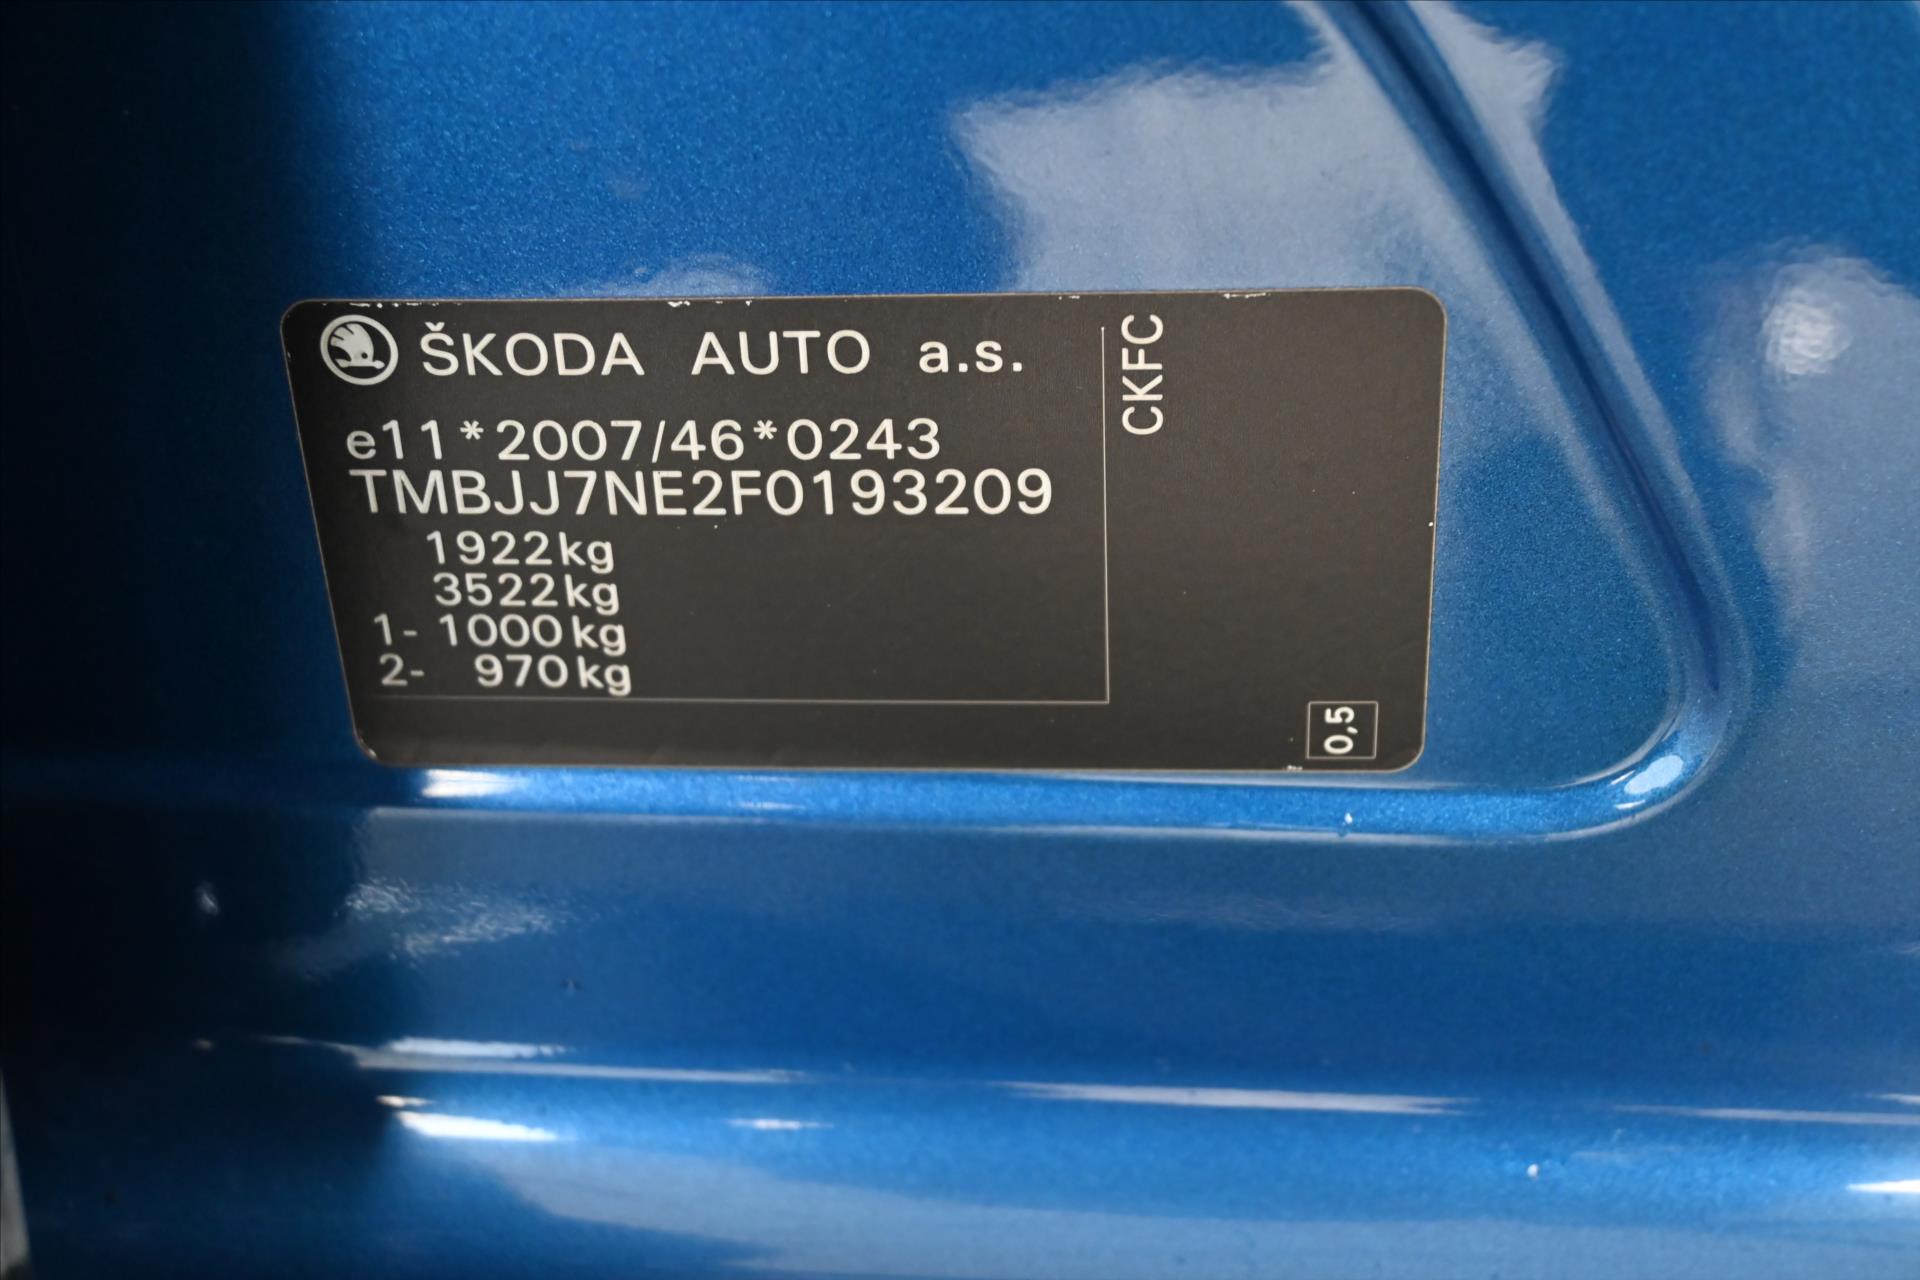 ŠKODA AUTO a.s.
e11*2007/46*0243
TMBJJ7NE2F0193209
1922kg
3522kg
1- 1000kg
2- 970kg
CKFC
0,5